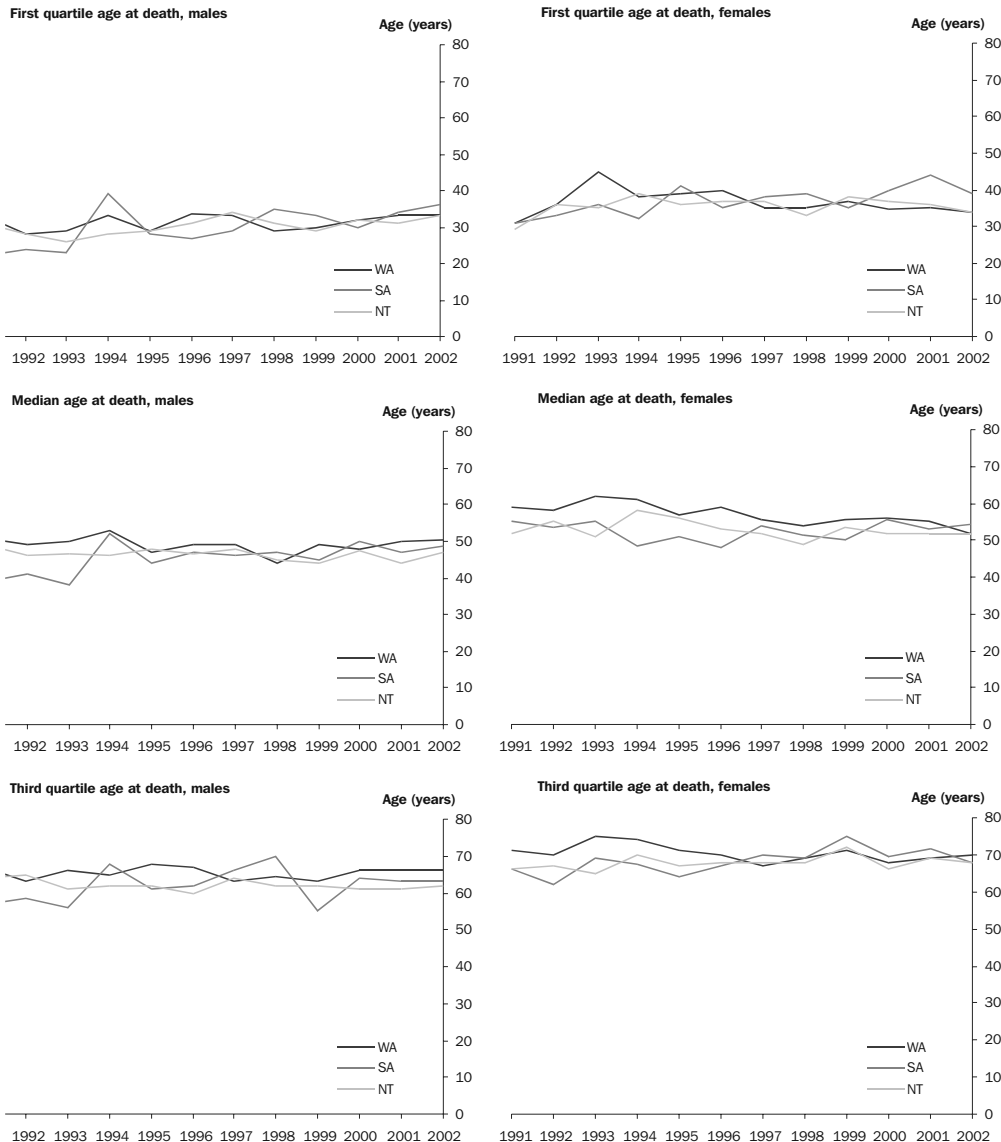 First quartile age at death, males
Age (years)
80
70
60
50
40
30
20
10
0
WA
SA
NT
1992 1993 1994 1995 1996 1997 1998 1999 2000 2001 2002
First quartile age at death, females
Age (years)
80
70
60
50
40
30
20
10
0
WA
SA
NT
1991 1992 1993 1994 1995 1996 1997 1998 1999 2000 2001 2002
Median age at death, males
Age (years)
80
70
60
50
40
30
20
10
0
WA
SA
NT
1992 1993 1994 1995 1996 1997 1998 1999 2000 2001 2002
Median age at death, females
Age (years)
80
70
60
50
40
30
20
10
0
WA
SA
NT
1991 1992 1993 1994 1995 1996 1997 1998 1999 2000 2001 2002
Third quartile age at death, males
Age (years)
80
70
60
50
40
30
20
10
0
WA
SA
NT
1992 1993 1994 1995 1996 1997 1998 1999 2000 2001 2002
Third quartile age at death, females
Age (years)
80
70
60
50
40
30
20
10
0
WA
SA
NT
1991 1992 1993 1994 1995 1996 1997 1998 1999 2000 2001 2002